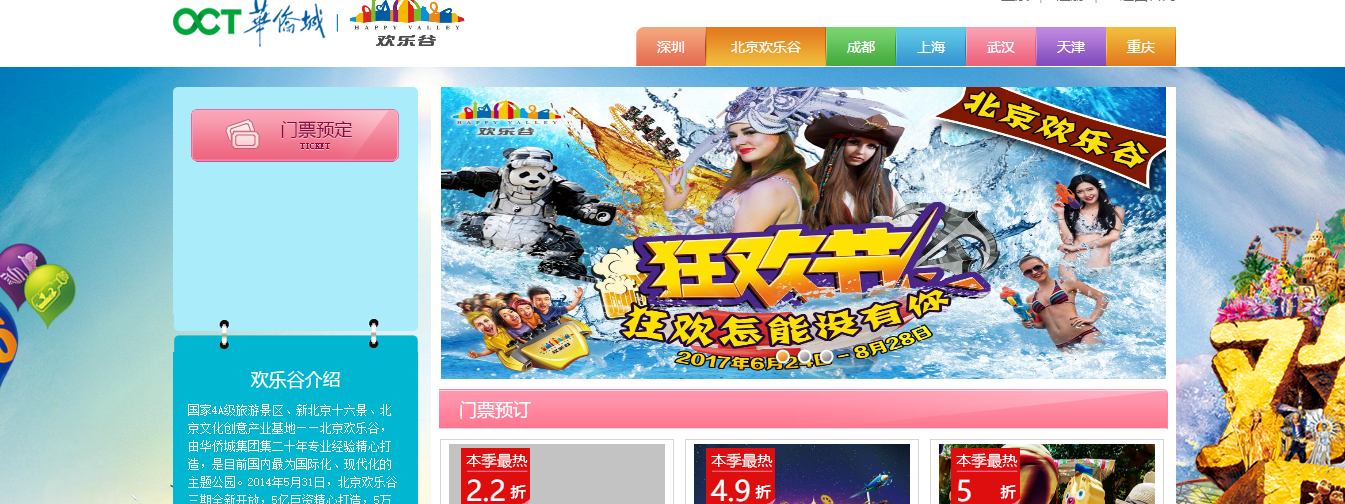 OCT 華僑城
HAPPY VALLEY
欢乐谷
深圳 北京欢乐谷 成都 上海 武汉 天津 重庆
门票预定
TICKET
HAPPY VALLEY
欢乐谷
北京欢乐谷
狂欢节
狂欢怎能没有你
2017年6月24日－8月28日
欢乐谷介绍
国家4A级旅游景区、新北京十六景、北
京文化创意产业基地－－北京欢乐谷，
由华侨城集团集二十年专业经验精心打
造，是目前国内最为国际化、现代化的
主题公园。2014年5月31日，北京欢乐谷
三期全新开放，5亿巨资精心打造，5万
门票预订
本季最热
2.2 折
本季最热
4.9 折
本季最热
5 折